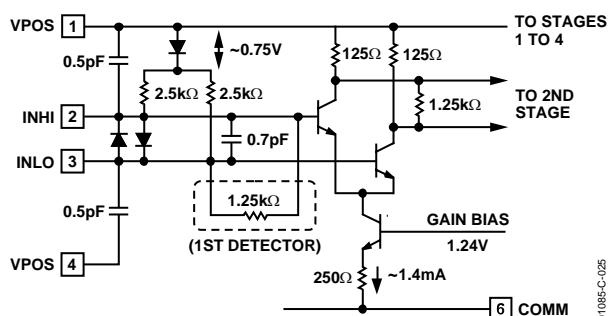 VPOS 1
TO STAGES
1 TO 4
~0.75V
125Ω 125Ω
0.5pF
2.5kΩ 2.5kΩ
1.25kΩ
TO 2ND
STAGE
INHI 2
0.7pF
INLO 3
1.25kΩ
0.5pF
(1ST DETECTOR)
GAIN BIAS
1.24V
VPOS 4
250Ω ~1.4mA
6 COMM
01085-C-025